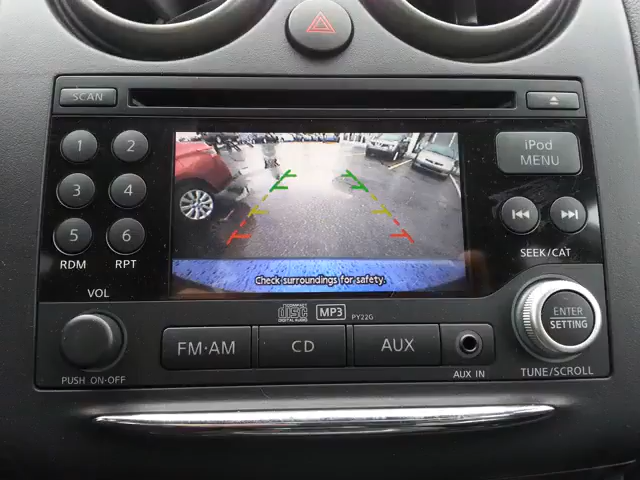 SCAN
1 2
3 4
5 6
RDM RPT
iPod
MENU
SEEK/CAT
Check surroundings for safety.
VOL
PUSH ON·OFF
COMPACT
disc
DIGITAL AUDIO
MP3
PY22G
FM·AM
CD
AUX
AUX IN
ENTER
SETTING
TUNE/SCROLL